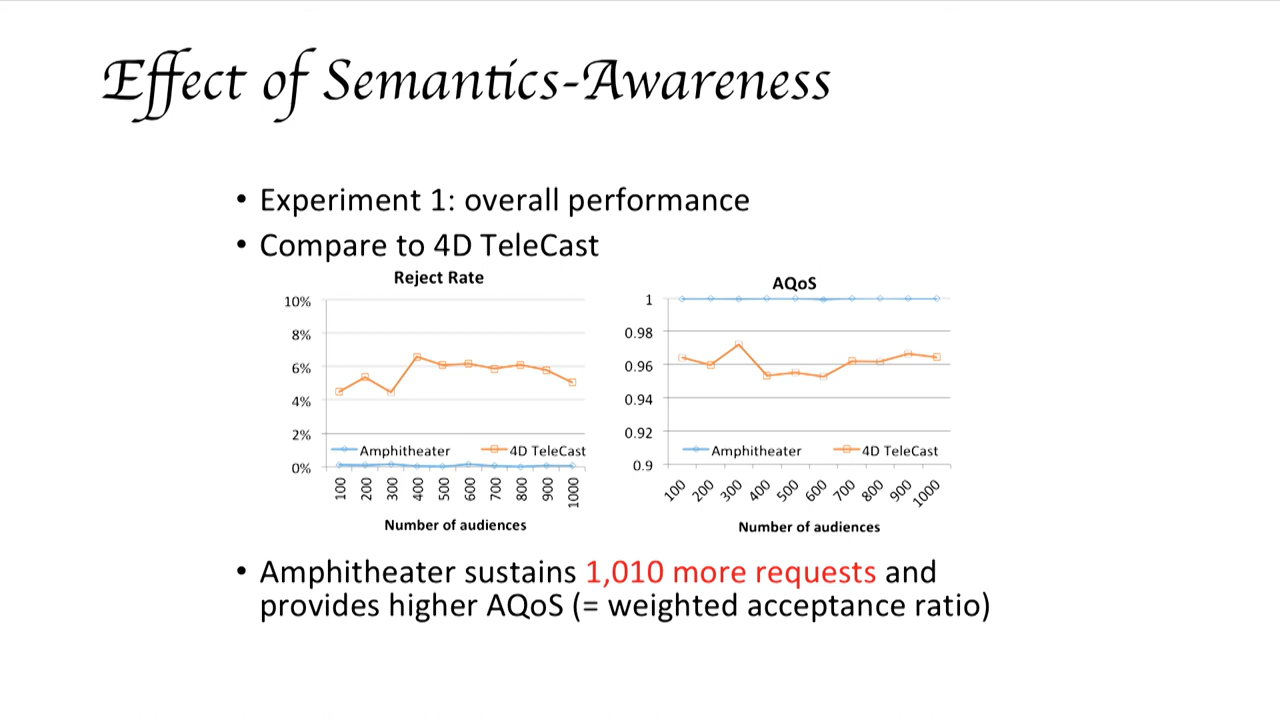 Effect of Semantics-Awareness
• Experiment 1: overall performance
• Compare to 4D TeleCast
Reject Rate
10%
8%
6%
4%
2%
0%
Amphitheater 4D TeleCast
100 200 300 400 500 600 700 800 900 1000
Number of audiences
AQoS
1
0.98
0.96
0.94
0.92
0.9
Amphitheater 4D TeleCast
100 200 300 400 500 600 700 800 900 1000
Number of audiences
• Amphitheater sustains 1,010 more requests and
provides higher AQoS (= weighted acceptance ratio)